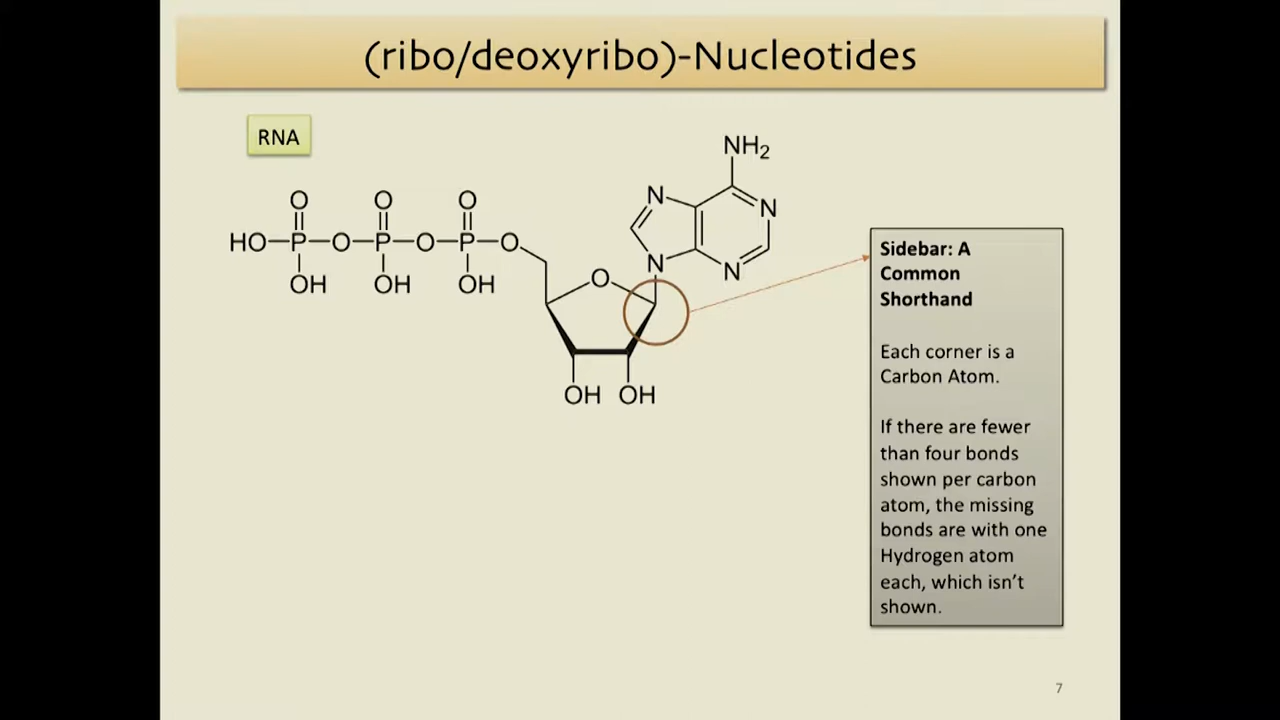 (ribo/deoxyribo)-Nucleotides
RNA
NH2
N
N
O
O
O
HO
P
O
P
O
P
O
N
N
O
OH
OH
OH
OH
OH
Sidebar: A
Common
Shorthand
Each corner is a
Carbon Atom.
If there are fewer
than four bonds
shown per carbon
atom, the missing
bonds are with one
Hydrogen atom
each, which isn't
shown.
7